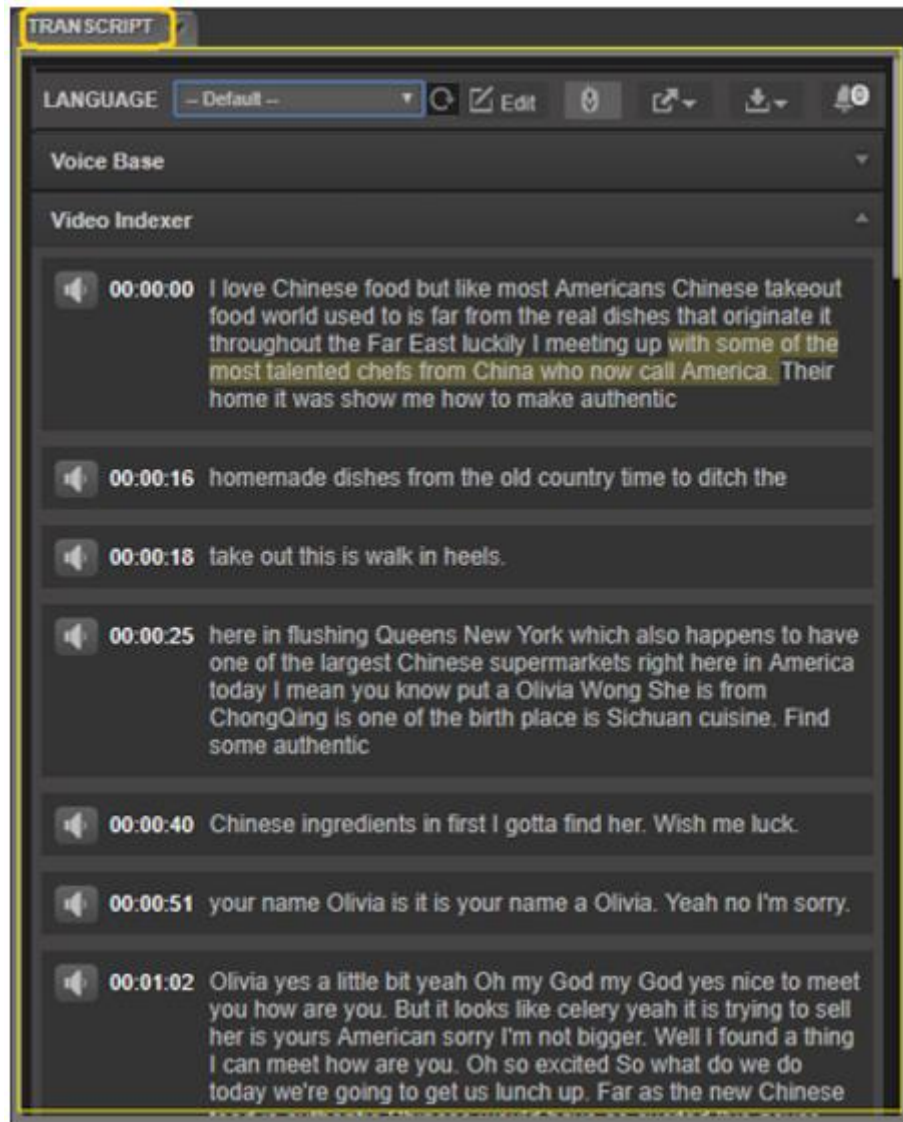 TRANSCRIPT
LANGUAGE -- Default -- Edit 0
Voice Base
Video Indexer
00:00:00 I love Chinese food but like most Americans Chinese takeout
food world used to is far from the real dishes that originate it
throughout the Far East luckily I meeting up with some of the
most talented chefs from China who now call America. Their
home it was show me how to make authentic
00:00:16 homemade dishes from the old country time to ditch the
00:00:18 take out this is walk in heels.
00:00:25 here in flushing Queens New York which also happens to have
one of the largest Chinese supermarkets right here in America
today I mean you know put a Olivia Wong She is from
ChongQing is one of the birth place is Sichuan cuisine. Find
some authentic
00:00:40 Chinese ingredients in first I gotta find her. Wish me luck.
00:00:51 your name Olivia is it is your name a Olivia. Yeah no I'm sorry.
00:01:02 Olivia yes a little bit yeah Oh my God my God yes nice to meet
you how are you. But it looks like celery yeah it is trying to sell
her is yours American sorry I'm not bigger. Well I found a thing
I can meet how are you. Oh so excited So what do we do
today we're going to get us lunch up. Far as the new Chinese